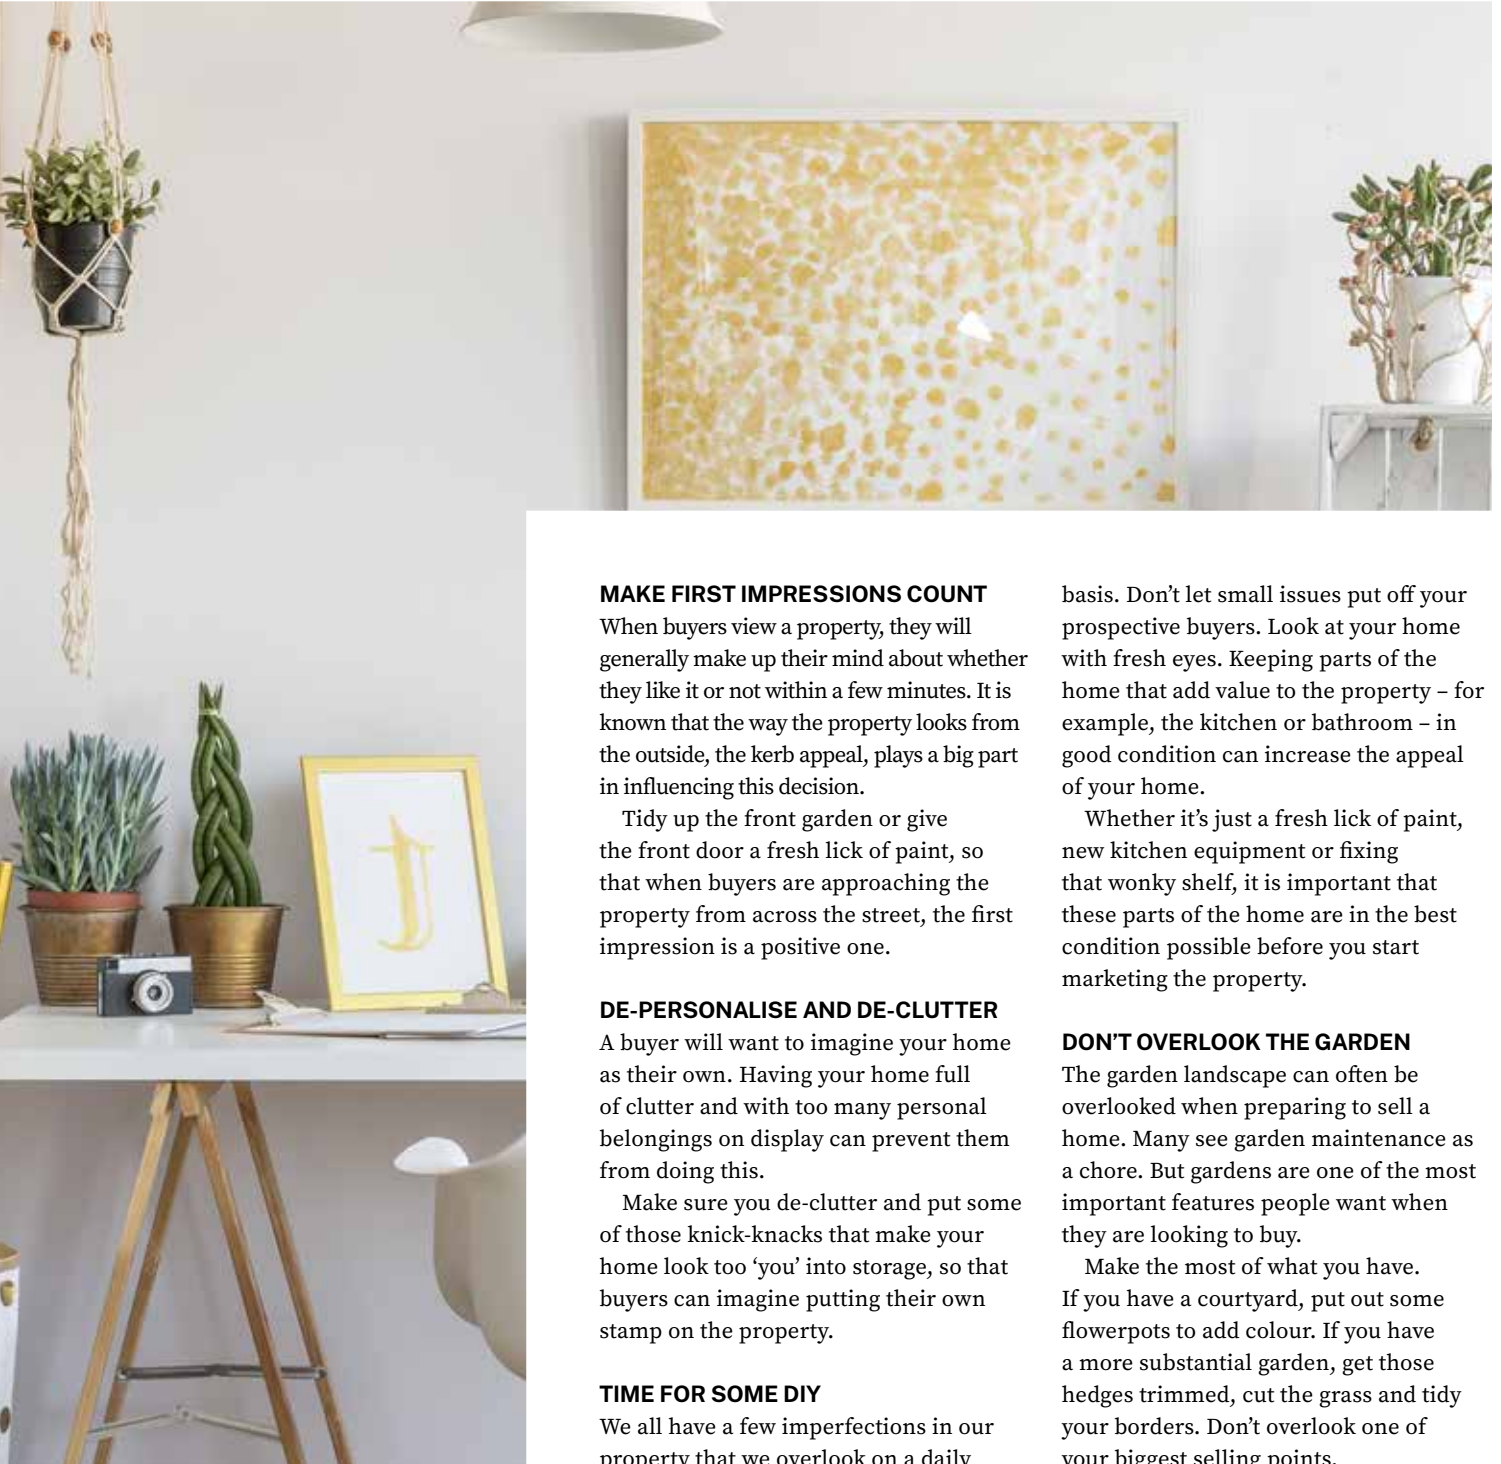 MAKE FIRST IMPRESSIONS COUNT
When buyers view a property, they will
generally make up their mind about whether
they like it or not within a few minutes. It is
known that the way the property looks from
the outside, the kerb appeal, plays a big part
in influencing this decision.
Tidy up the front garden or give
the front door a fresh lick of paint, so
that when buyers are approaching the
property from across the street, the first
impression is a positive one.
DE-PERSONALISE AND DE-CLUTTER
A buyer will want to imagine your home
as their own. Having your home full
of clutter and with too many personal
belongings on display can prevent them
from doing this.
Make sure you de-clutter and put some
of those knick-knacks that make your
home look too ‘you’ into storage, so that
buyers can imagine putting their own
stamp on the property.
TIME FOR SOME DIY
We all have a few imperfections in our
property that we overlook on a daily
basis. Don’t let small issues put off your
prospective buyers. Look at your home
with fresh eyes. Keeping parts of the
home that add value to the property – for
example, the kitchen or bathroom – in
good condition can increase the appeal
of your home.
Whether it’s just a fresh lick of paint,
new kitchen equipment or fixing
that wonky shelf, it is important that
these parts of the home are in the best
condition possible before you start
marketing the property.
DON’T OVERLOOK THE GARDEN
The garden landscape can often be
overlooked when preparing to sell a
home. Many see garden maintenance as
a chore. But gardens are one of the most
important features people want when
they are looking to buy.
Make the most of what you have.
If you have a courtyard, put out some
flowerpots to add colour. If you have
a more substantial garden, get those
hedges trimmed, cut the grass and tidy
your borders. Don’t overlook one of
your biggest selling points.